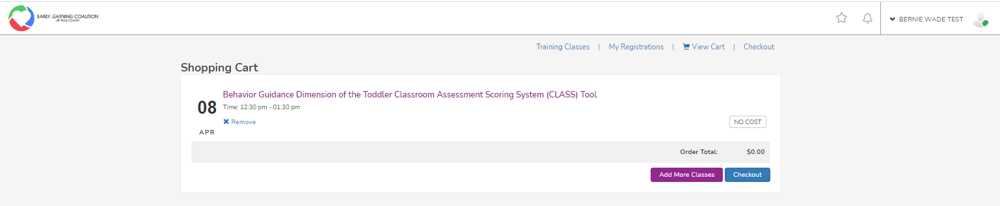 EARLY LEARNING COALITION
OF POLK COUNTY
BERNIE WADE TEST
Training Classes | My Registrations | View Cart | Checkout
Shopping Cart
Behavior Guidance Dimension of the Toddler Classroom Assessment Scoring System (CLASS) Tool
08
Time: 12:30 pm - 01:30 pm
Remove
NO COST
APR
Order Total: $0.00
Add More Classes Checkout